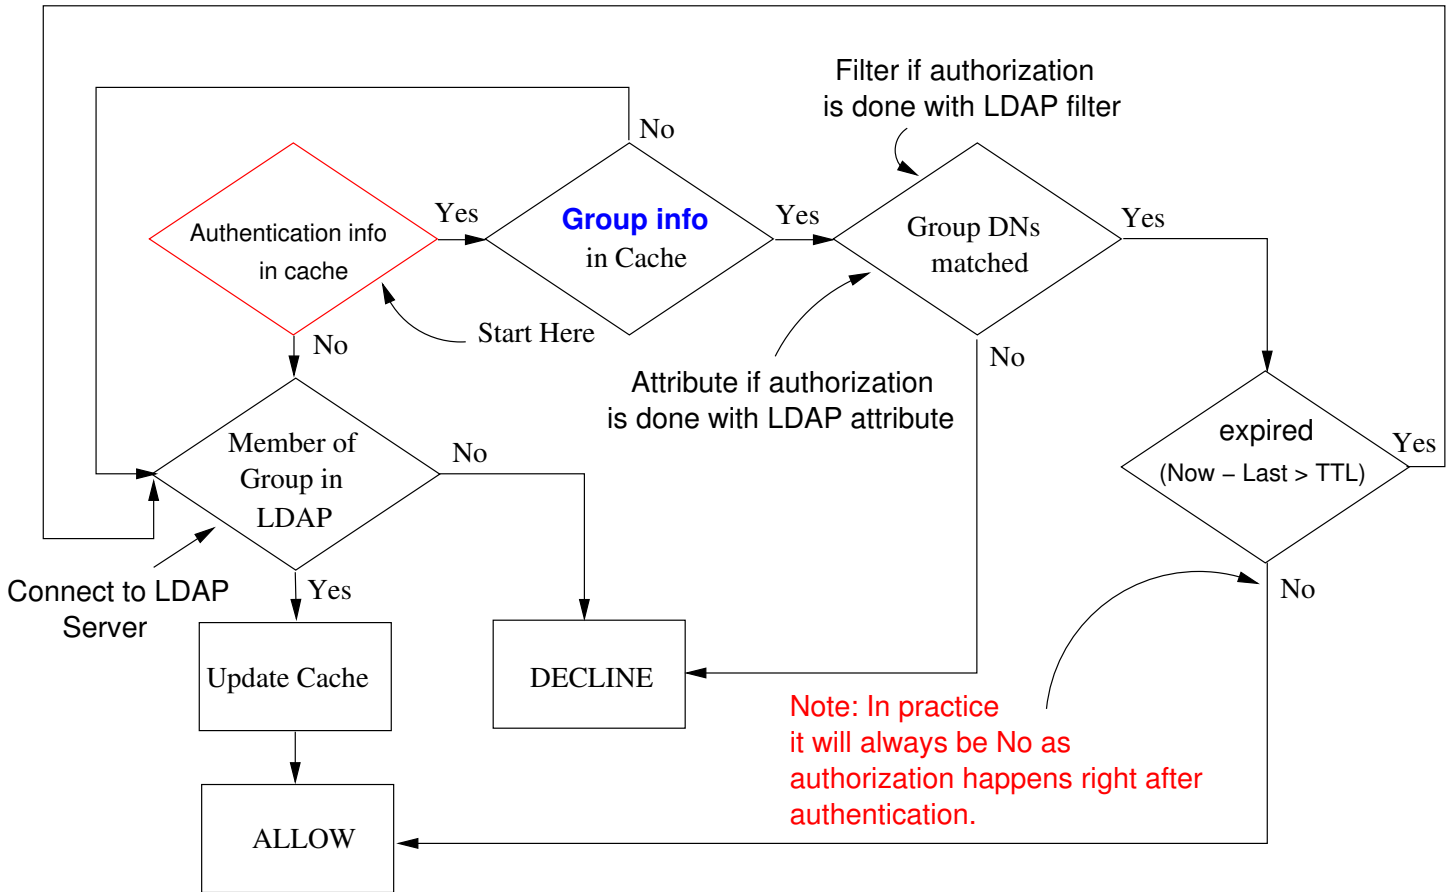 Filter if authorization
is done with LDAP filter
No
Authentication info
in cache
Yes
Group info
in Cache
Yes
Group DNs
matched
Yes
Start Here
No
No
Attribute if authorization
is done with LDAP attribute
Member of
Group in
LDAP
No
expired
(Now – Last > TTL)
Yes
Connect to LDAP
Server
Yes
No
Update Cache
DECLINE
Note: In practice
it will always be No as
authorization happens right after
authentication.
ALLOW